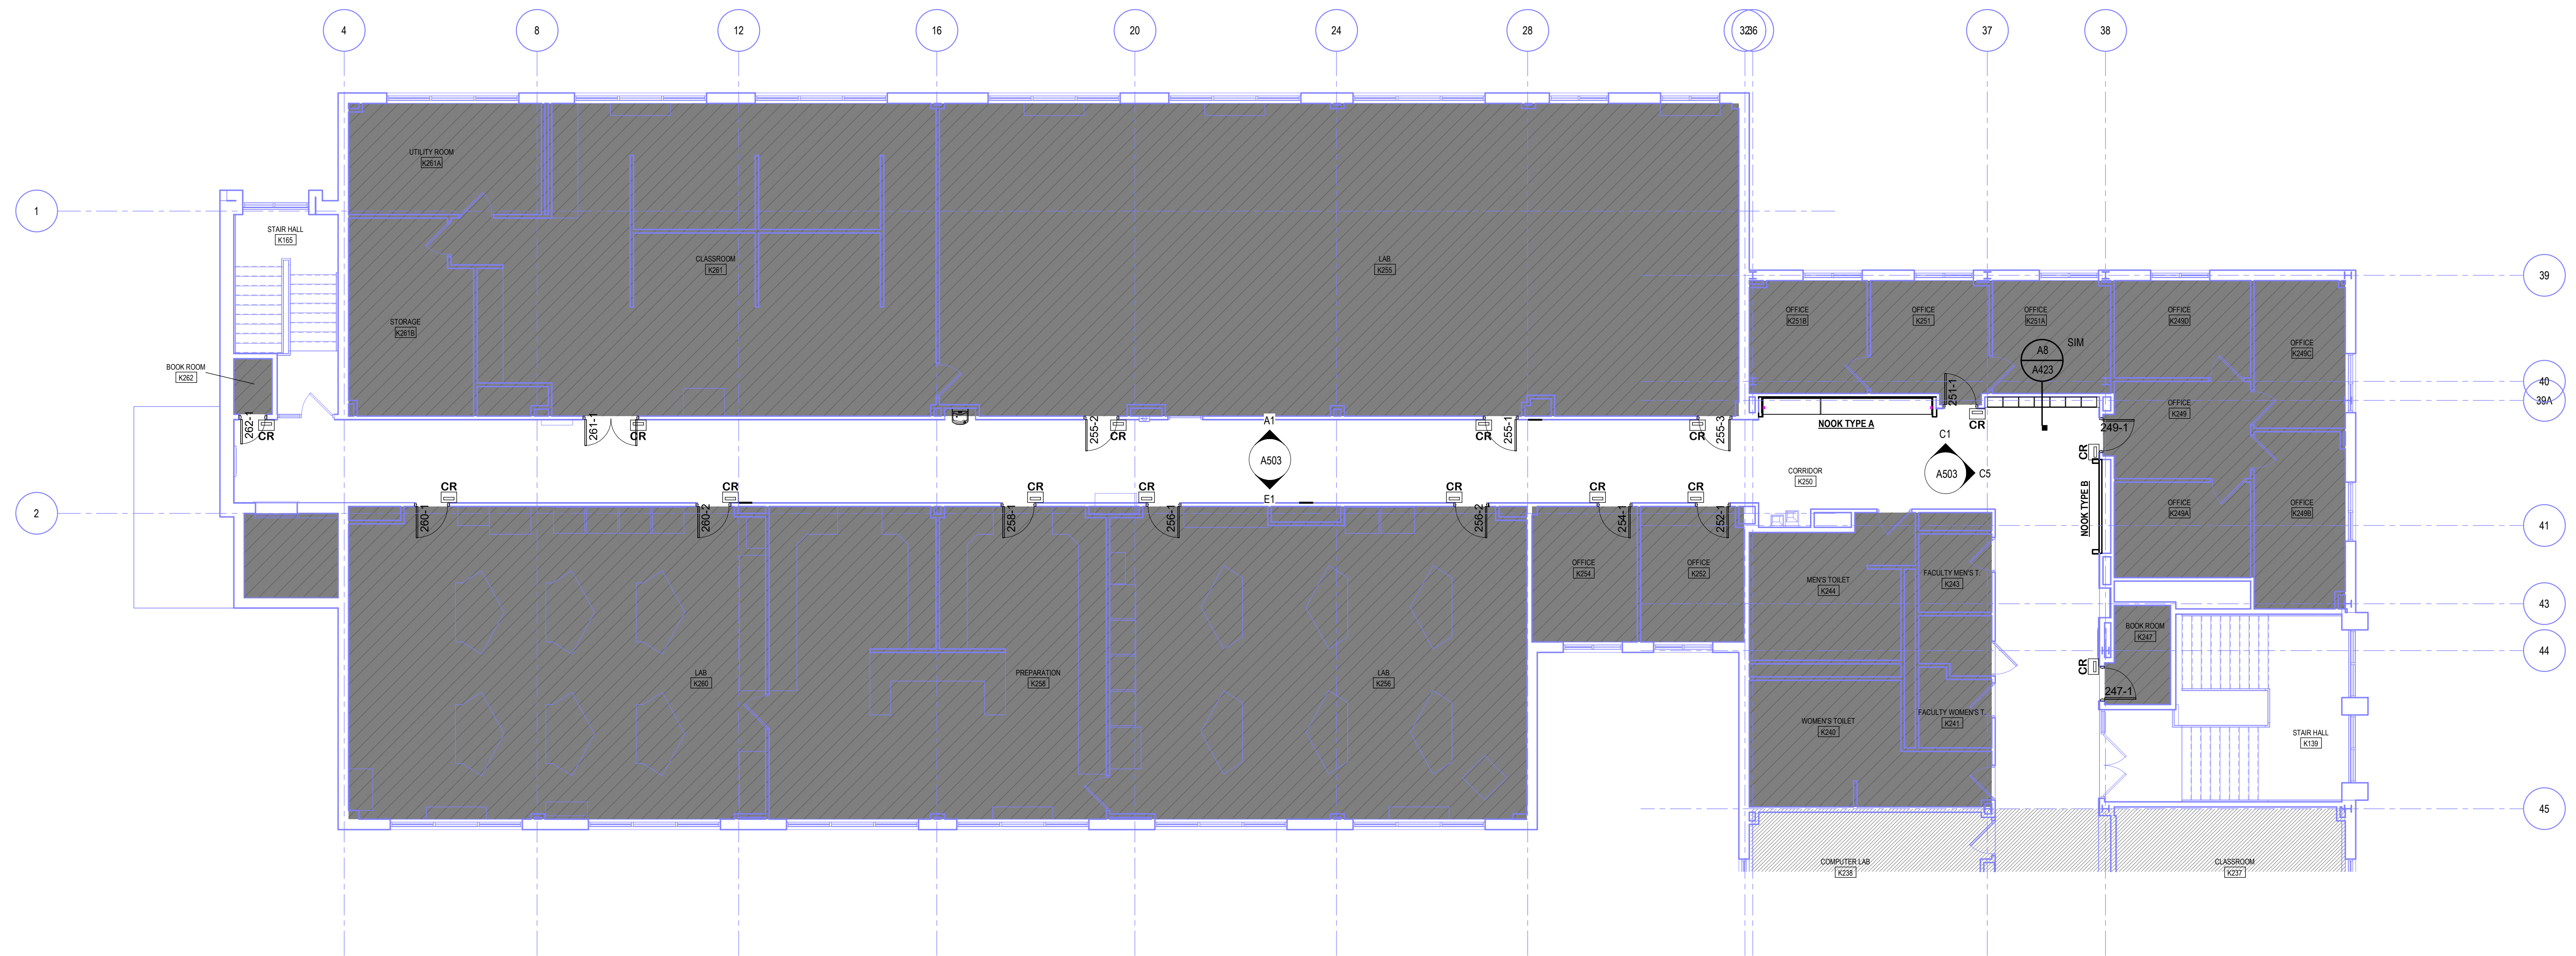 4
8
12
16
20
24
28
32
36
37
38
1
2
39
40
39A
41
43
44
45
UTILITY ROOM
K261A
STAIR HALL
K165
CLASSROOM
K261
LAB
K255
STORAGE
K261B
BOOK ROOM
K262
OFFICE
K251B
OFFICE
K251
OFFICE
K251A
OFFICE
K249D
OFFICE
K249C
A8
A423
SIM
OFFICE
K249
262-1
CR
261-1
CR
255-2
CR
A1
A503
E1
255-1
CR
255-3
CR
NOOK TYPE A
251-1
CR
249-1
CR
C1
A503
C5
CORRIDOR
K250
NOOK TYPE B
OFFICE
K249A
OFFICE
K249B
CR
260-1
CR
260-2
CR
258-1
CR
256-1
CR
256-2
CR
254-1
CR
252-1
OFFICE
K254
OFFICE
K252
MEN'S TOILET
K244
FACULTY MEN'S T.
K243
BOOK ROOM
K247
LAB
K260
PREPARATION
K258
LAB
K256
CR
247-1
WOMEN'S TOILET
K240
FACULTY WOMEN'S T.
K241
STAIR HALL
K139
COMPUTER LAB
K238
CLASSROOM
K237